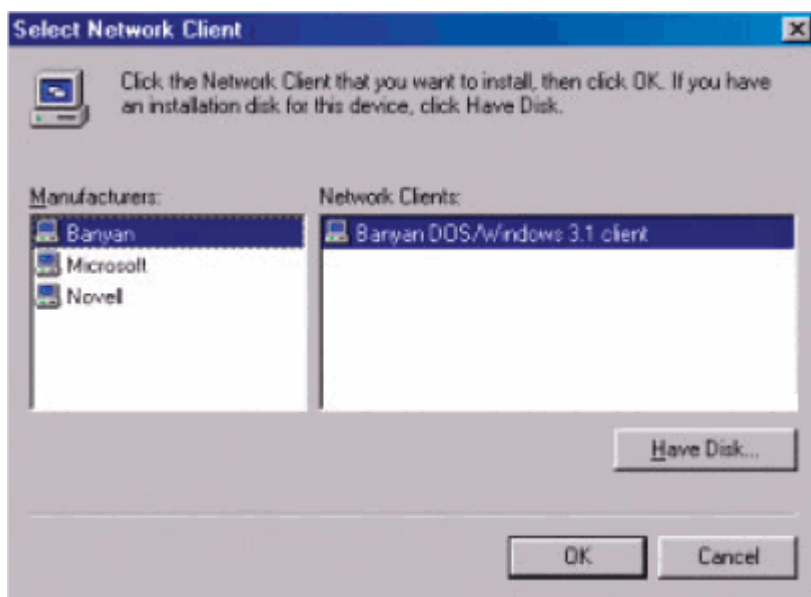 Select Network Client
Click the Network Client that you want to install, then click OK. If you have
an installation disk for this device, click Have Disk.
Manufacturers:
Network Clients:
Banyan
Microsoft
Novell
Banyan DOS/Windows 3.1 client
Have Disk...
OK
Cancel